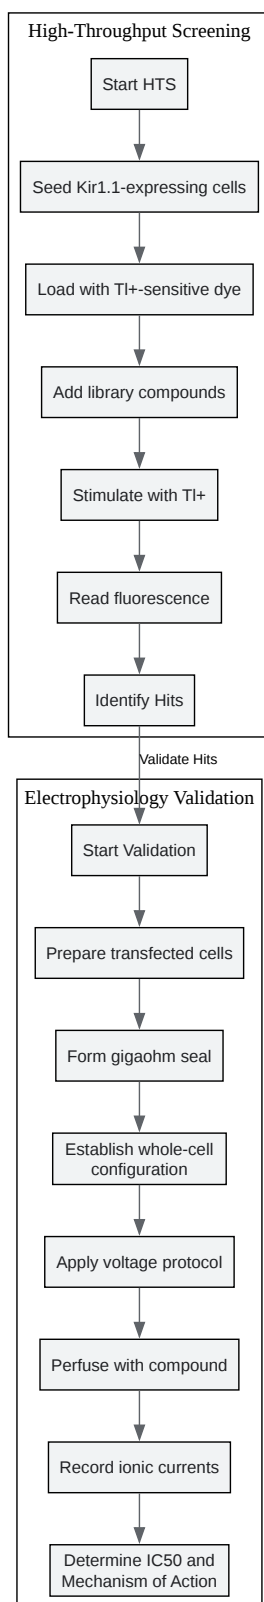 High-Throughput Screening
Start HTS
Seed Kir1.1-expressing cells
Load with Tl+-sensitive dye
Add library compounds
Stimulate with Tl+
Read fluorescence
Identify Hits
Validate Hits
Electrophysiology Validation
Start Validation
Prepare transfected cells
Form gigaohm seal
Establish whole-cell
configuration
Apply voltage protocol
Perfuse with compound
Record ionic currents
Determine IC50 and
Mechanism of Action